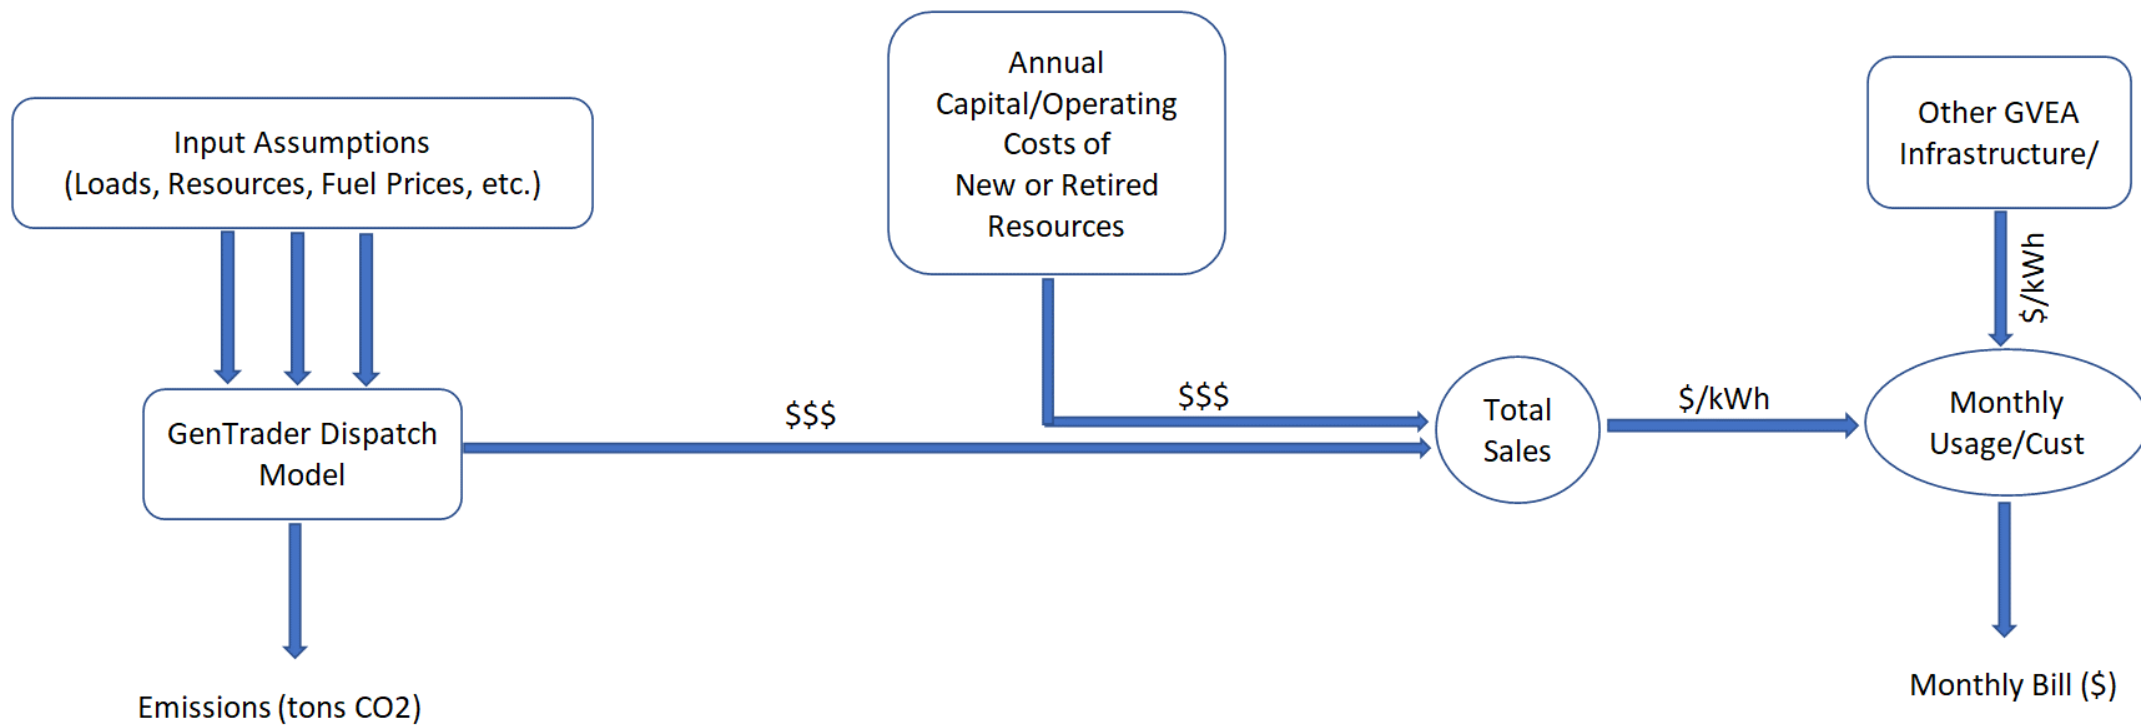 Input Assumptions
(Loads, Resources, Fuel Prices, etc.)
GenTrader Dispatch
Model
Emissions (tons CO2)
$$$
Annual
Capital/Operating
Costs of
New or Retired
Resources
$$$
Total
Sales
$/kWh
Other GVEA
Infrastructure/
$/kWh
Monthly
Usage/Cust
Monthly Bill ($)